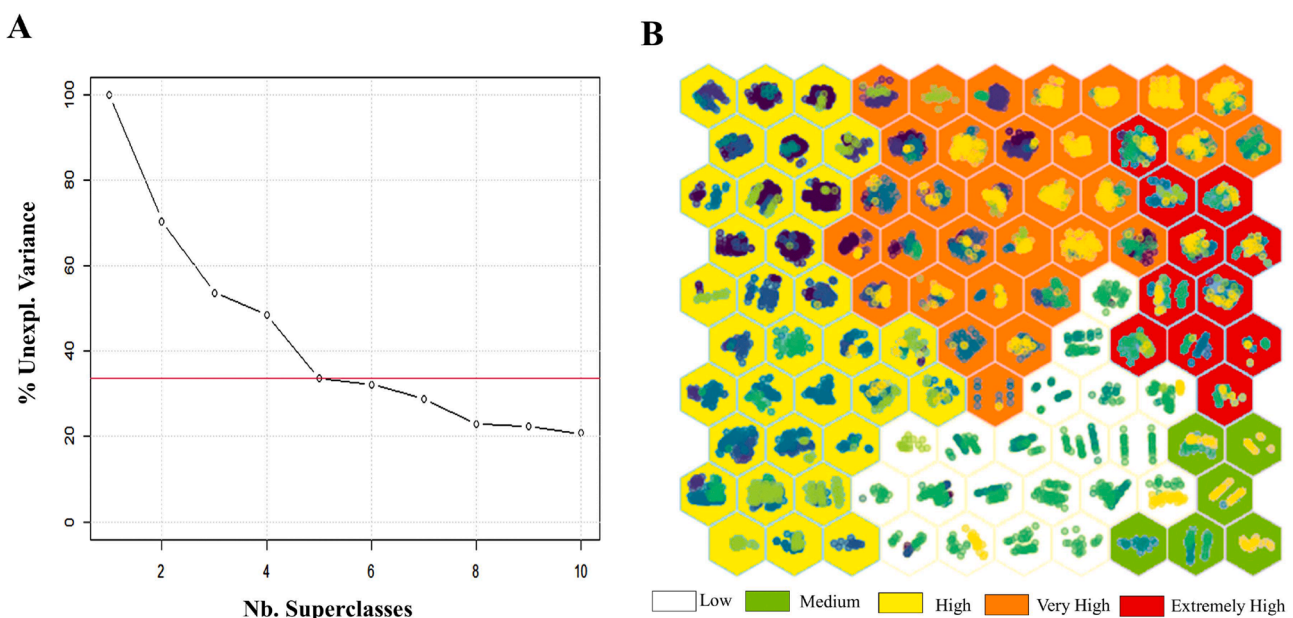 A
B
% Unexpl. Variance
100
80
60
40
20
0
2 4 6 8 10
Nb. Superclasses
Low Medium High Very High Extremely High